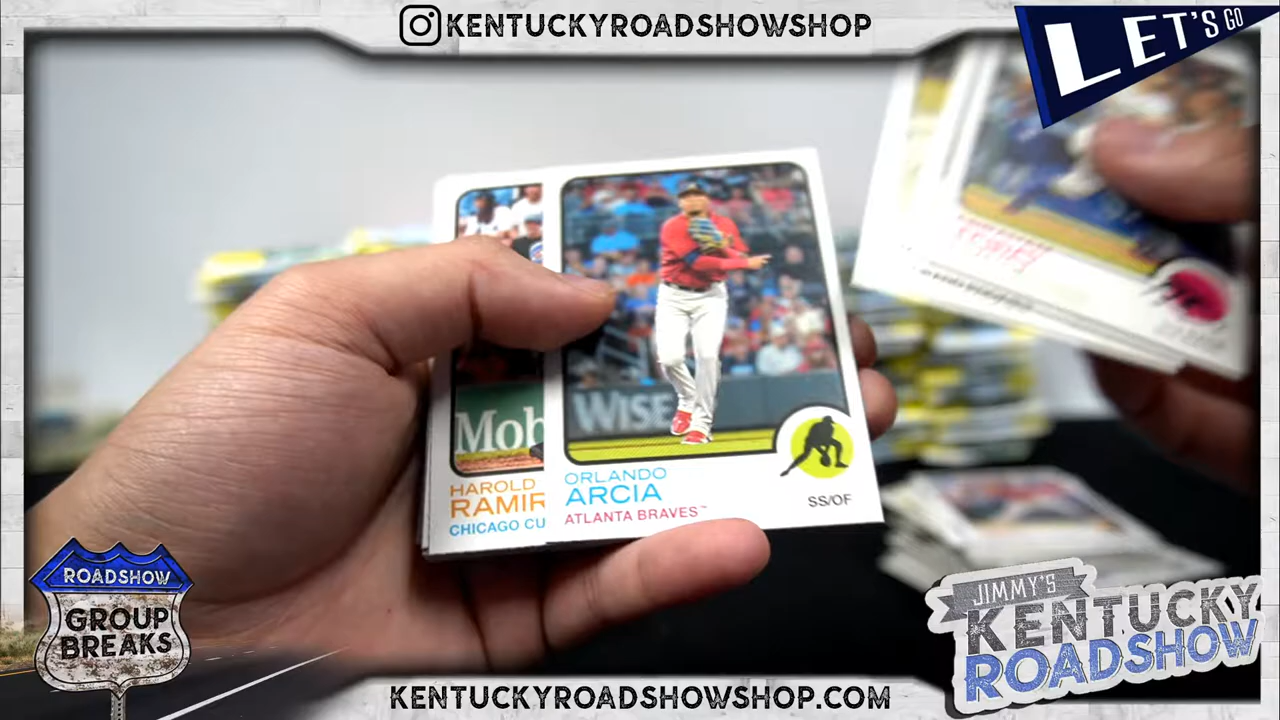 KENTUCKYROADSHOWSHOP
LET'S GO
Mob
WISE
HAROLD
RAMIR
CHICAGO CU
ORLANDO
ARCIA
ATLANTA BRAVES™
SS/OF
ROADSHOW
GROUP
BREAKS
JIMMY'S
KENTUCKY
ROADSHOW
KENTUCKYROADSHOWSHOP.COM